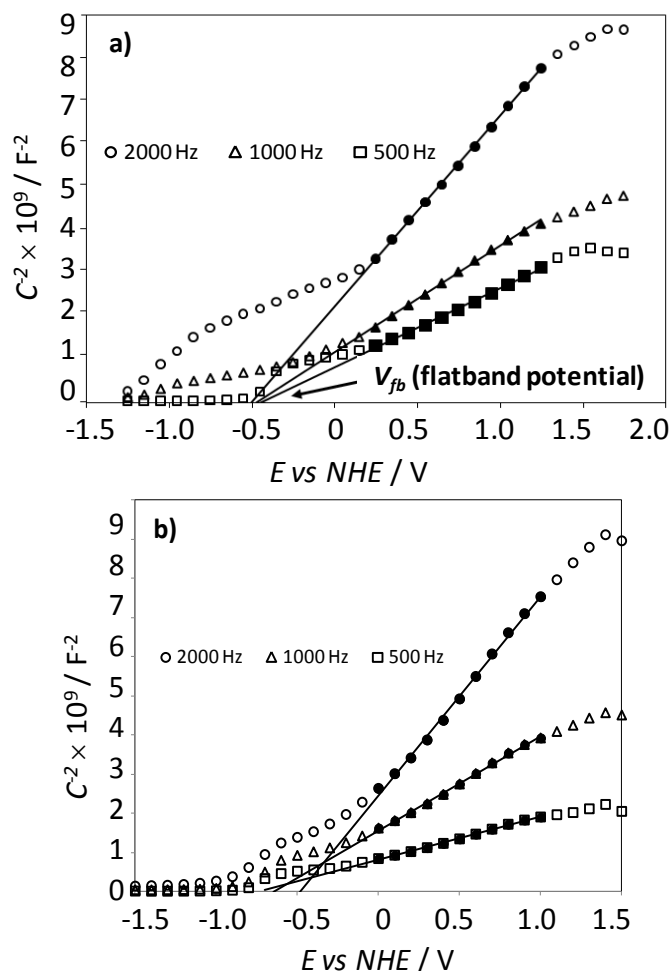 a)
9
8
7
6
5
4
3
2
1
0
C⁻² × 10⁹ / F⁻²
○ 2000 Hz △ 1000 Hz □ 500 Hz
V_fb (flatband potential)
-1.5 -1.0 -0.5 0 0.5 1.0 1.5 2.0
E vs NHE / V
b)
9
8
7
6
5
4
3
2
1
0
C⁻² × 10⁹ / F⁻²
○ 2000 Hz △ 1000 Hz □ 500 Hz
-1.5 -1.0 -0.5 0 0.5 1.0 1.5
E vs NHE / V